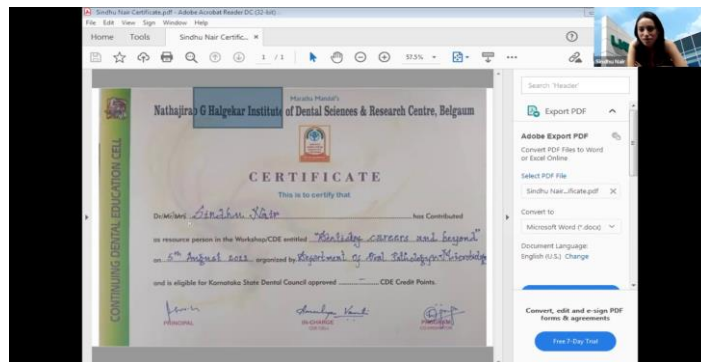 Sindhu Nair Certificate.pdf - Adobe Acrobat Reader DC (32-bit)
File Edit View Sign Window Help
Home Tools Sindhu Nair Certific... ×
1 / 1
57.5%
Sindhu Nair
Search 'Header'
Export PDF
Adobe Export PDF
Convert PDF Files to Word
or Excel Online
Select PDF File
Sindhu Nair...ificate.pdf ×
Convert to
Microsoft Word (*.docx)
Document Language:
English (U.S.) Change
Convert, edit and e-sign PDF
forms & agreements
Free 7-Day Trial
CONTINUING DENTAL EDUCATION CELL
Maratha Mandal's
Nathajirao G Halgekar Institute of Dental Sciences & Research Centre, Belgaum
CERTIFICATE
This is to certify that
Dr/Mr/Mrs Sindhu Nair has Contributed
as resource person in the Workshop/CDE entitled "Dentistry careers and beyond"
on 5th August 2022 organized by Department of Oral Pathology & Microbiology
and is eligible for Karnataka State Dental Council approved CDE Credit Points.
PRINCIPAL
IN-CHARGE
CDE CELL